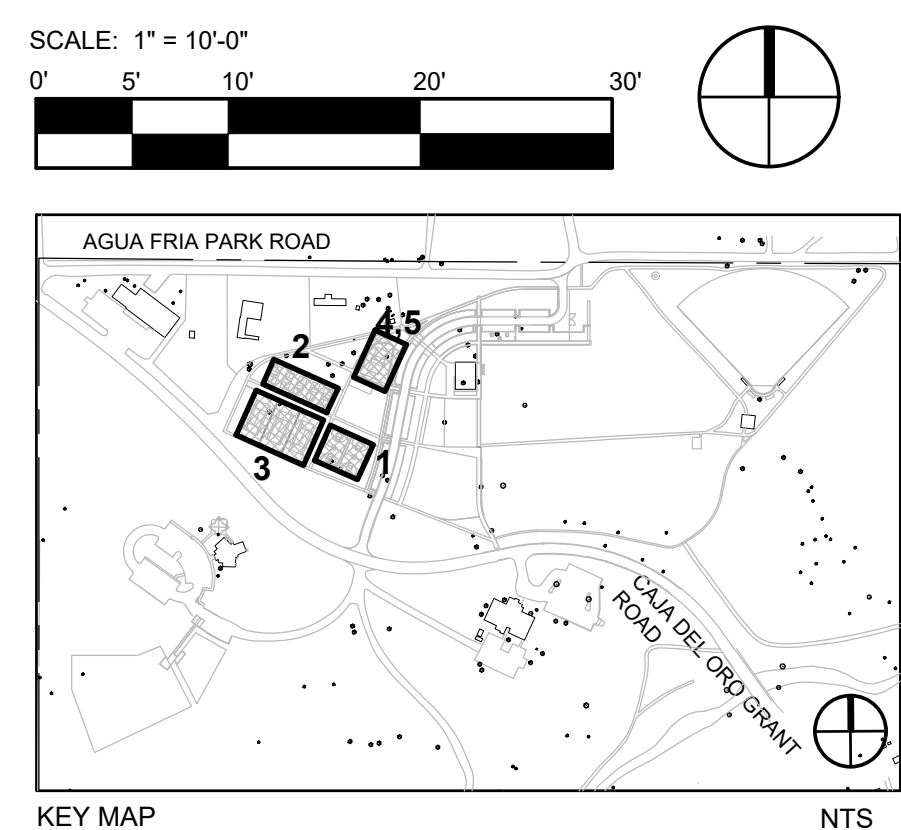 SCALE: 1" = 10'-0"
0' 5' 10' 20' 30'
AGUA FRIA PARK ROAD
4,5
2
3
1
CAJA DEL ORO GRANT
ROAD
KEY MAP
NTS